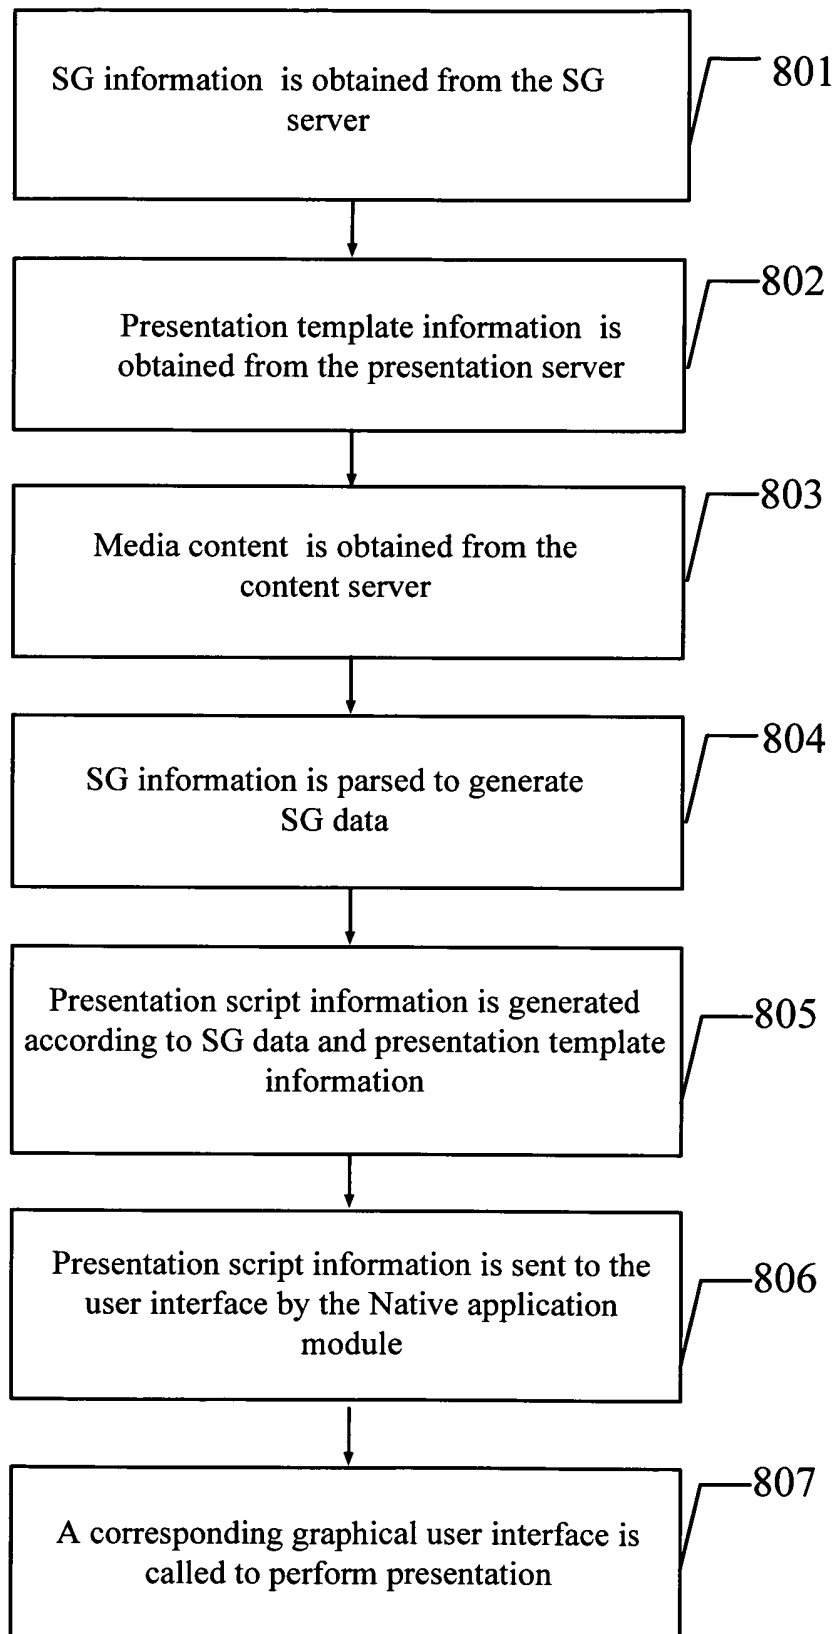 SG information is obtained from the SG
server
801
Presentation template information is
obtained from the presentation server
802
Media content is obtained from the
content server
803
SG information is parsed to generate
SG data
804
Presentation script information is generated
according to SG data and presentation template
information
805
Presentation script information is sent to the
user interface by the Native application
module
806
A corresponding graphical user interface is
called to perform presentation
807